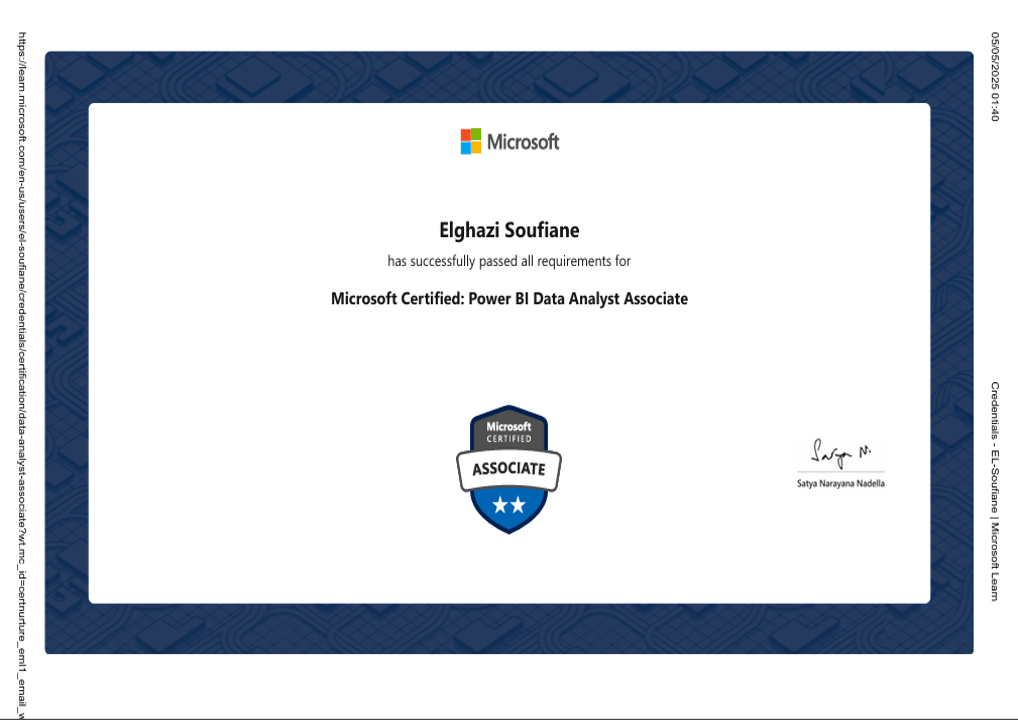 05/05/2025 01:40
Credentials - EL-Soufiane | Microsoft Learn
Microsoft
Elghazi Soufiane
has successfully passed all requirements for
Microsoft Certified: Power BI Data Analyst Associate
Microsoft
CERTIFIED
ASSOCIATE
Satya N.
Satya Narayana Nadella
https://learn.microsoft.com/en-us/users/el-soufiane/credentials/certification/data-analyst-associate?wt.mc_id=certnurture_eml1_email_w